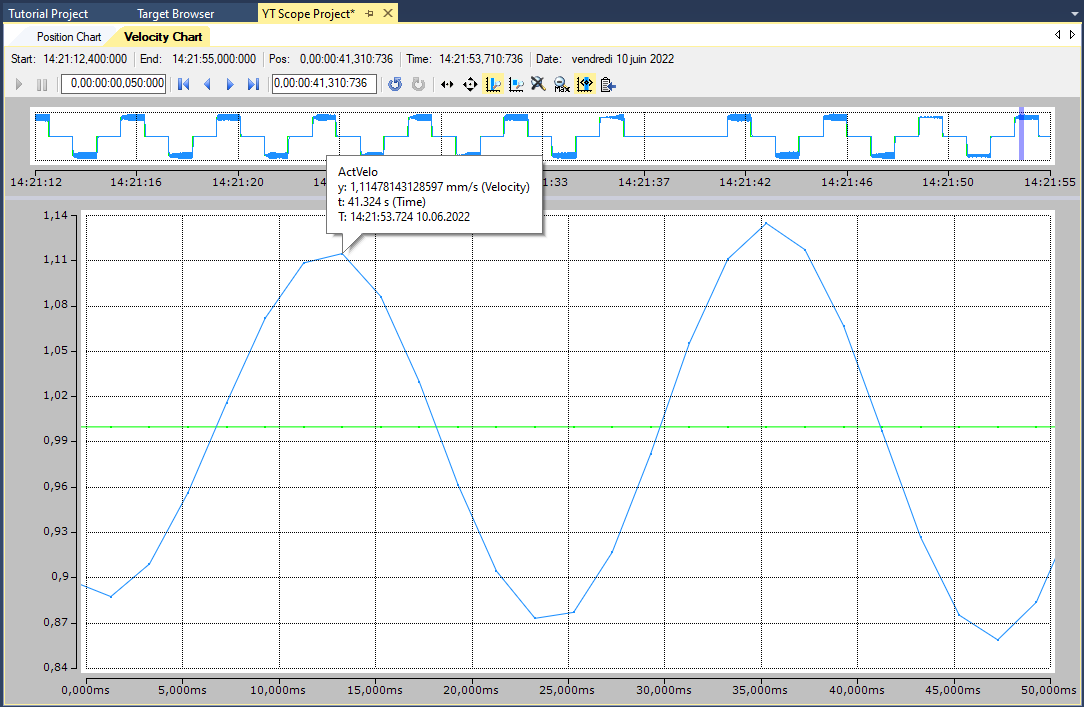 Tutorial Project Target Browser YT Scope Project*
Position Chart Velocity Chart
Start: 14:21:12,400:000 End: 14:21:55,000:000 Pos: 0,00:00:41,310:736 Time: 14:21:53,710:736 Date: vendredi 10 juin 2022
0,00:00:00,050:000 0,00:00:41,310:736
14:21:12 14:21:16 14:21:20 14 :33 14:21:37 14:21:42 14:21:46 14:21:50 14:21:55
ActVelo
y: 1,11478143128597 mm/s (Velocity)
t: 41.324 s (Time)
T: 14:21:53.724 10.06.2022
1,14
1,11
1,08
1,05
1,02
0,99
0,96
0,93
0,9
0,87
0,84
0,000ms 5,000ms 10,000ms 15,000ms 20,000ms 25,000ms 30,000ms 35,000ms 40,000ms 45,000ms 50,000ms